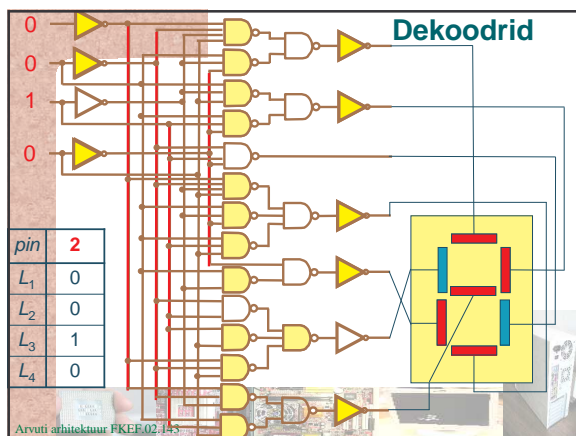 Dekoodrid
0
0
1
0
pin 2
L1 0
L2 0
L3 1
L4 0
Arvuti arhitektuur FKEF.02.143